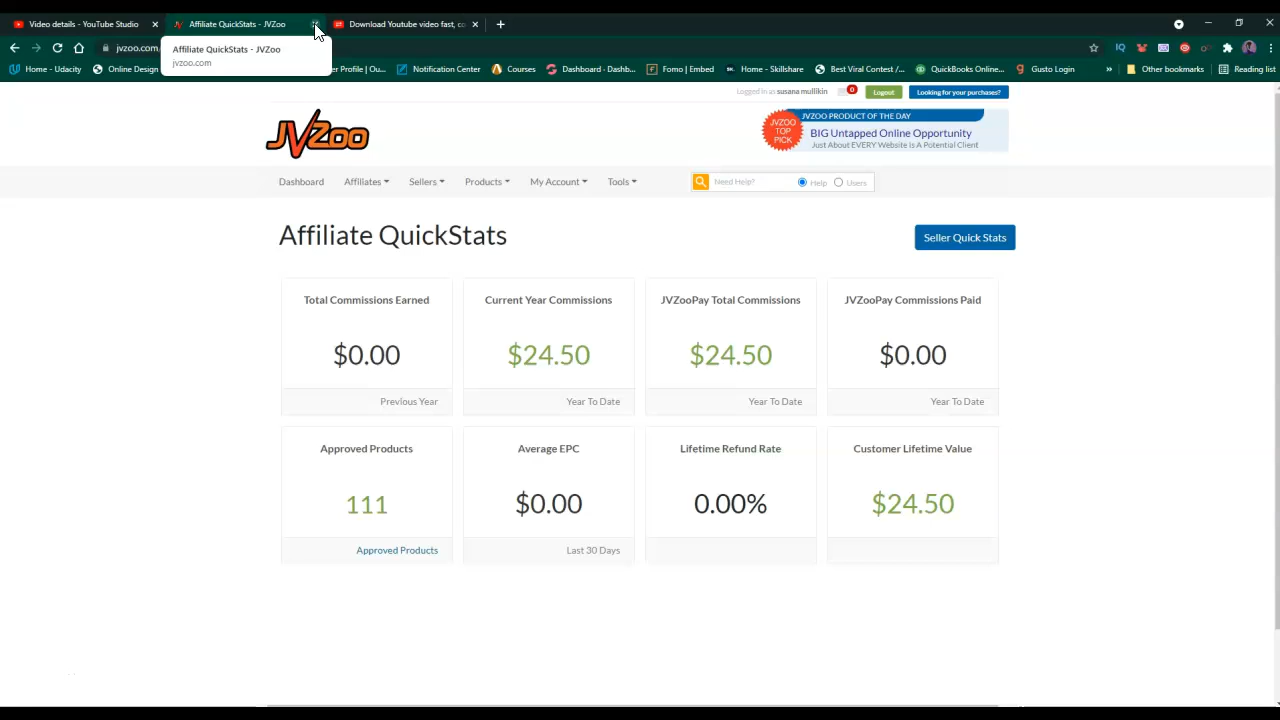 Video details - YouTube Studio
Affiliate QuickStats - JVZoo
Download Youtube video fast, co
jvzoo.com
Affiliate QuickStats - JVZoo
jvzoo.com
Home - Udacity
Online Design
r Profile | Ou...
Notification Center
Courses
Dashboard - Dashb...
Fomo | Embed
Home - Skillshare
Best Viral Contest /...
QuickBooks Online...
Gusto Login
»
Other bookmarks
Reading list
Logged in as susana mullikin
0
Logout
Looking for your purchases?
JVZoo
JVZOO
TOP
PICK
JVZOO PRODUCT OF THE DAY
BIG Untapped Online Opportunity
Just About EVERY Website Is A Potential Client
Dashboard
Affiliates
Sellers
Products
My Account
Tools
Need Help?
Help
Users
Affiliate QuickStats
Seller Quick Stats
Total Commissions Earned
$0.00
Previous Year
Current Year Commissions
$24.50
Year To Date
JVZooPay Total Commissions
$24.50
Year To Date
JVZooPay Commissions Paid
$0.00
Year To Date
Approved Products
111
Approved Products
Average EPC
$0.00
Last 30 Days
Lifetime Refund Rate
0.00%
Customer Lifetime Value
$24.50